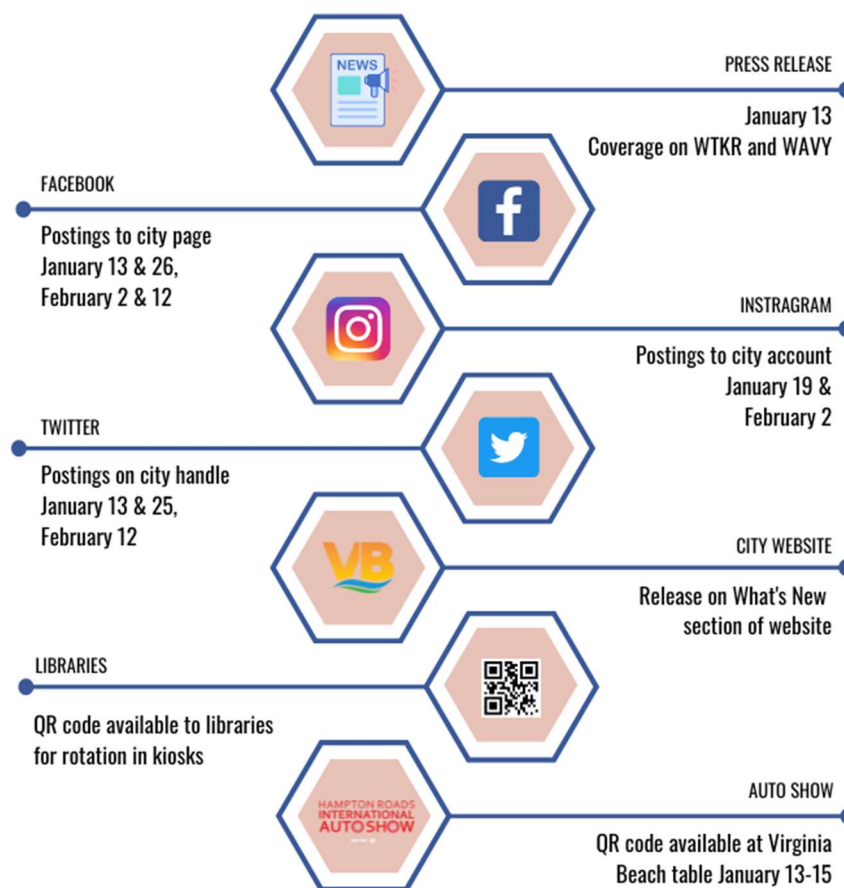 NEWS
PRESS RELEASE
January 13
Coverage on WTKR and WAVY
FACEBOOK
Postings to city page
January 13 & 26,
February 2 & 12
INSTRAGRAM
Postings to city account
January 19 &
February 2
TWITTER
Postings on city handle
January 13 & 25,
February 12
VB
CITY WEBSITE
Release on What's New
section of website
LIBRARIES
QR code available to libraries
for rotation in kiosks
HAMPTON ROADS
INTERNATIONAL
AUTO SHOW
AUTO SHOW
QR code available at Virginia
Beach table January 13-15